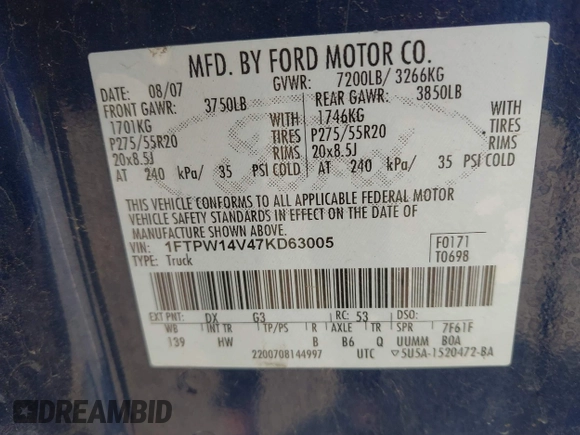 MFD. BY FORD MOTOR CO.
DATE: 08/07 GVWR: 7200LB/ 3266KG
FRONT GAWR: 3750LB REAR GAWR: 3850LB
1701KG WITH 1746KG WITH
P275/55R20 TIRES P275/55R20 TIRES
20x8.5J RIMS 20x8.5J RIMS
AT 240 kPa/ 35 PSI COLD AT 240 kPa/ 35 PSI COLD
THIS VEHICLE CONFORMS TO ALL APPLICABLE FEDERAL MOTOR
VEHICLE SAFETY STANDARDS IN EFFECT ON THE DATE OF
MANUFACTURE SHOWN ABOVE.
VIN: 1FTPW14V47KD63005 F0171
TYPE: Truck T0698
EXT PNT: DX G3 RC: 53 DSO:
WB INT TR TP/PS R AXLE TR SPR 7F61F
139 HW B B6 Q UUMM BOA
2200708144997 UTC 5U5A-1520472-BA
Ford
DREAMBID